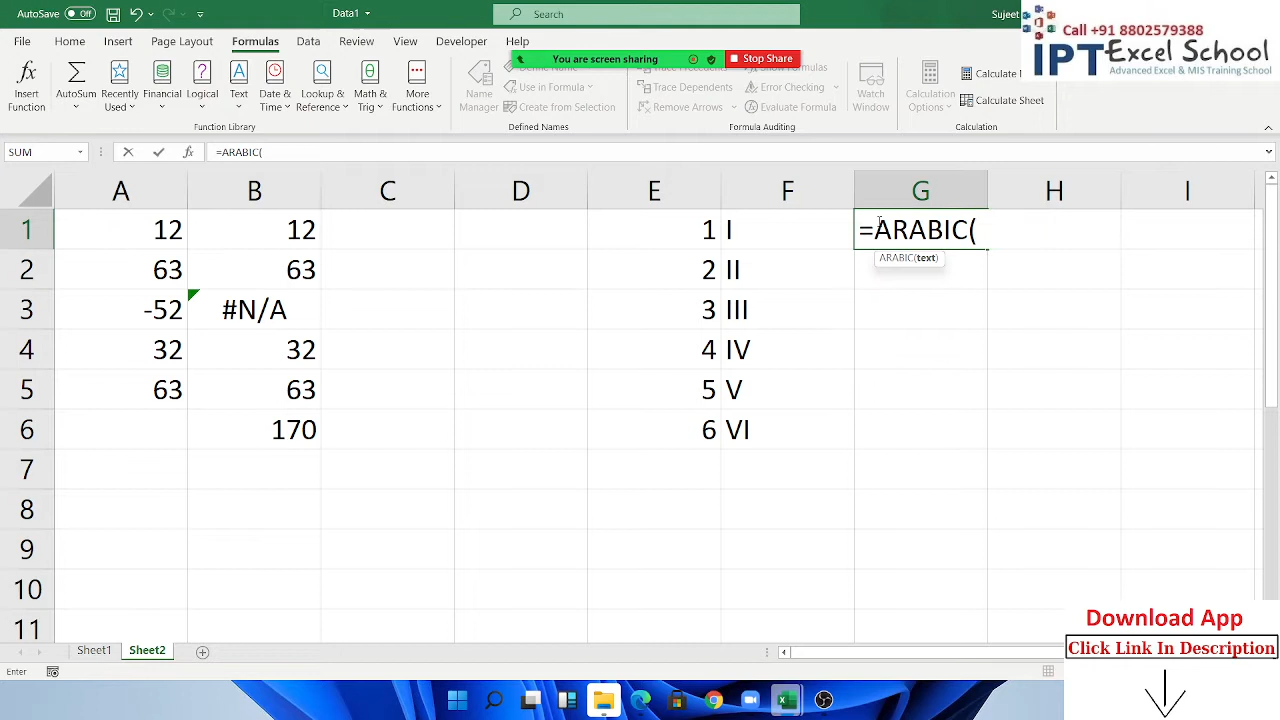 AutoSave Off Data1 Search Sujeet
Call +91 8802579388
IPT Excel School
Advanced Excel & MIS Training School
File Home Insert Page Layout Formulas Data View Developer Help
You are screen sharing Stop Share
fx Insert Function
AutoSum
Recently Used
Financial
Logical
Text
Date & Time
Lookup & Reference
Math & Trig
More Functions
Function Library
Name Manager
Use in Formula
Create from Selection
Defined Names
Trace Dependents
Remove Arrows
Error Checking
Evaluate Formula
Formula Auditing
Watch Window
Calculation Options
Calculate Sheet
Calculation
SUM fx =ARABIC(
A B C D E F G H I
1 12 12 1 I =ARABIC(
ARABIC(text)
2 63 63 2 II
3 -52 #N/A 3 III
4 32 32 4 IV
5 63 63 5 V
6 170 6 VI
7
8
9
10
11
Download App
Click Link In Description
Sheet1 Sheet2
Enter